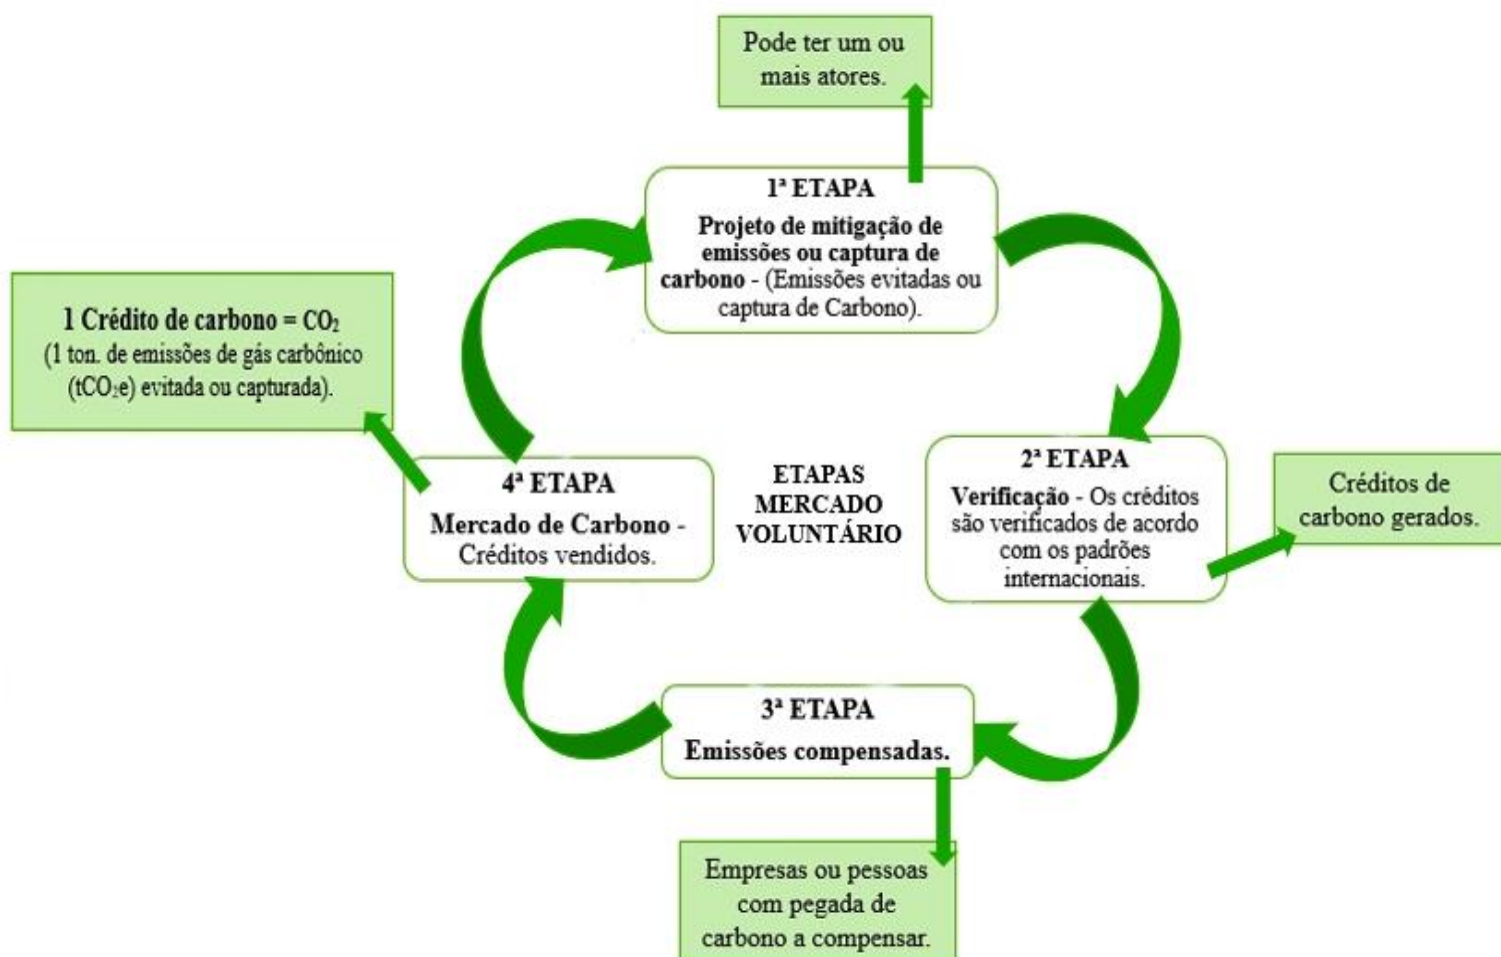 Pode ter um ou
mais atores.
1ª ETAPA
Projeto de mitigação de
emissões ou captura de
carbono - (Emissões evitadas ou
captura de Carbono).
1 Crédito de carbono = CO₂
(1 ton. de emissões de gás carbônico
(tCO₂e) evitada ou capturada).
4ª ETAPA
Mercado de Carbono -
Créditos vendidos.
ETAPAS
MERCADO
VOLUNTÁRIO
2ª ETAPA
Verificação - Os créditos
são verificados de acordo
com os padrões
internacionais.
Créditos de
carbono gerados.
3ª ETAPA
Emissões compensadas.
Empresas ou pessoas
com pegada de
carbono a compensar.